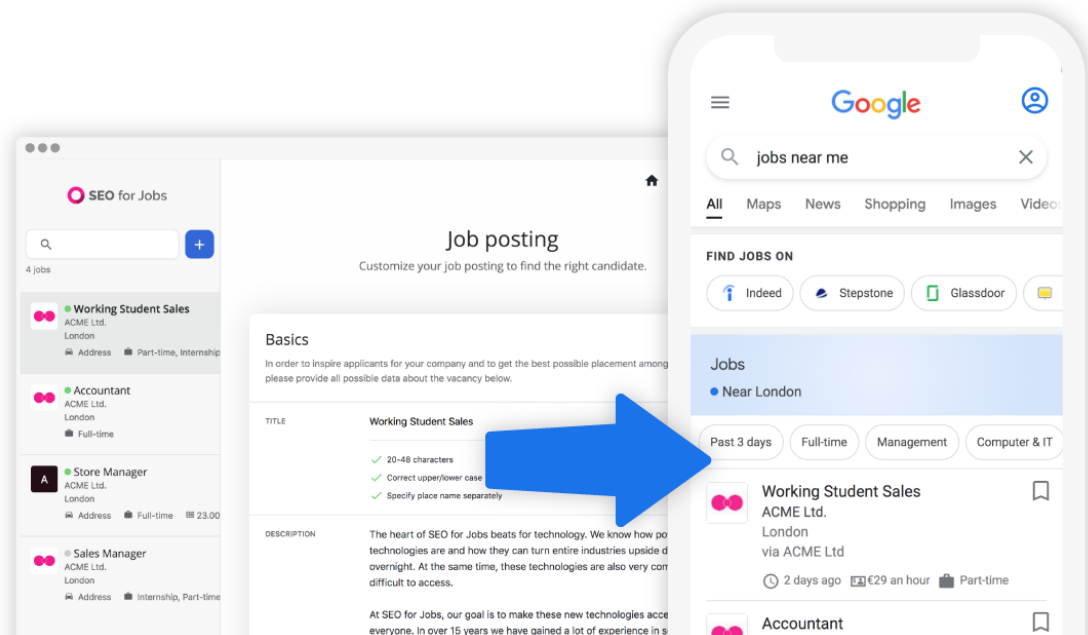 SEO for Jobs
4 jobs
Working Student Sales
ACME Ltd.
London
Address Part-time, Internship
Accountant
ACME Ltd.
London
Full-time
A
Store Manager
ACME Ltd.
London
Address Full-time 23.00
Sales Manager
ACME Ltd.
London
Address Internship, Part-time
Job posting
Customize your job posting to find the right candidate.
Basics
In order to inspire applicants for your company and to get the best possible placement among
please provide all possible data about the vacancy below.
TITLE
Working Student Sales
20-48 characters
Correct upper/lower case
Specify place name separately
DESCRIPTION
The heart of SEO for Jobs beats for technology. We know how
technologies are and how they can turn entire industries upside
overnight. At the same time, these technologies are also very
difficult to access.
At SEO for Jobs, our goal is to make these new technologies
everyone. In over 15 years we have gained a lot of experience in
Google
jobs near me
All Maps News Shopping Images Videos
FIND JOBS ON
Indeed Stepstone Glassdoor
Jobs
Near London
Past 3 days Full-time Management Computer & IT
Working Student Sales
ACME Ltd.
London
via ACME Ltd
2 days ago €29 an hour Part-time
Accountant